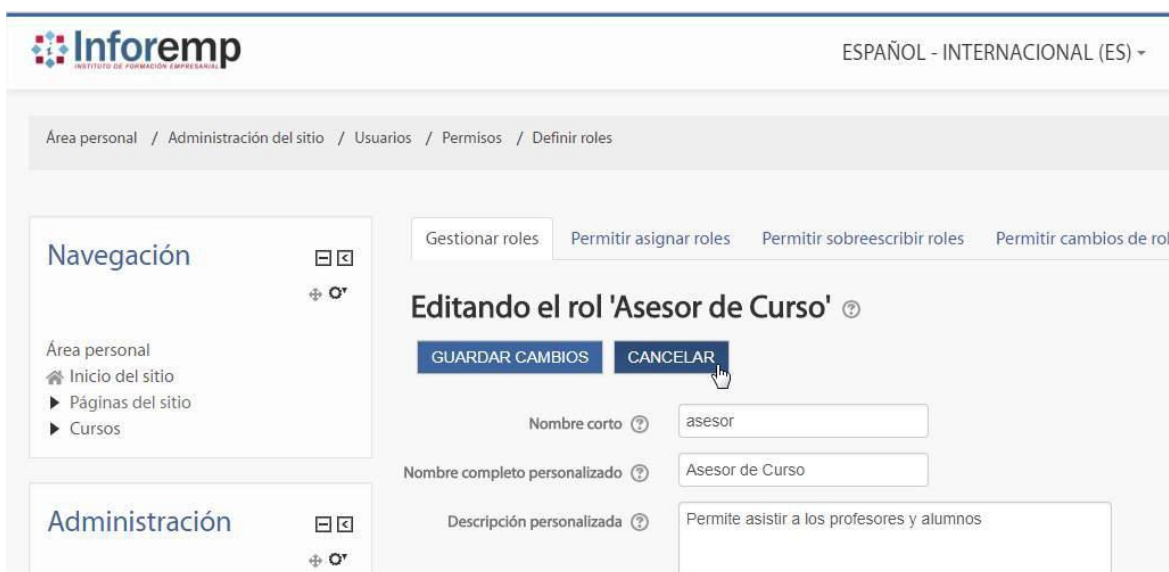 Inforemp
INSTITUTO DE FORMACIÓN EMPRESARIAL
ESPAÑOL - INTERNACIONAL (ES)
Área personal / Administración del sitio / Usuarios / Permisos / Definir roles
Navegación
Área personal
Inicio del sitio
Páginas del sitio
Cursos
Administración
Gestionar roles Permitir asignar roles Permitir sobreescribir roles Permitir cambios de rol
Editando el rol 'Asesor de Curso'
GUARDAR CAMBIOS CANCELAR
Nombre corto asesor
Nombre completo personalizado Asesor de Curso
Descripción personalizada Permite asistir a los profesores y alumnos